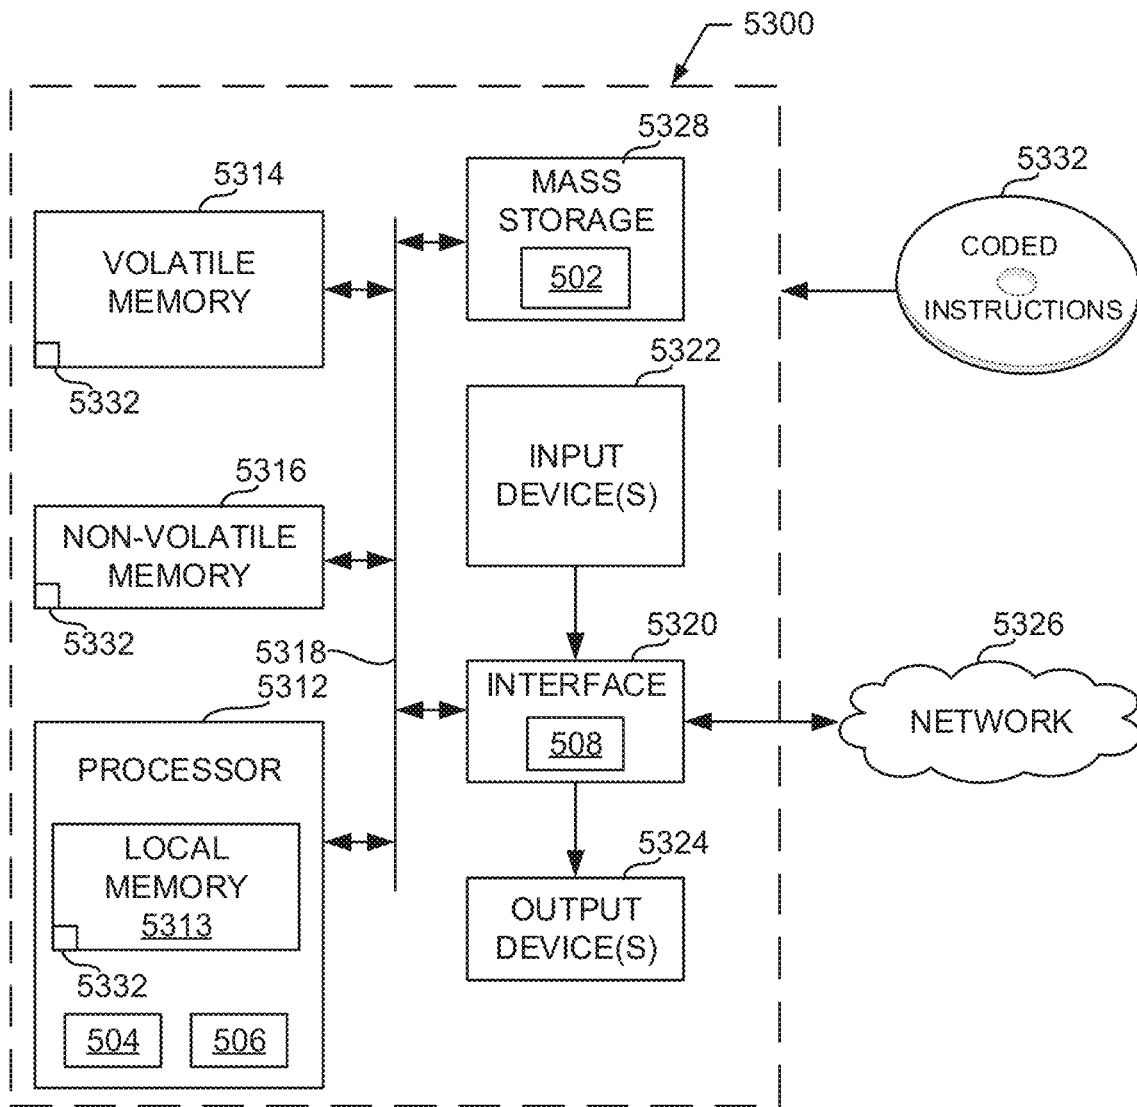 5300
5328
MASS
STORAGE
502
5314
VOLATILE
MEMORY
5332
5332
CODED
INSTRUCTIONS
5322
INPUT
DEVICE(S)
5316
NON-VOLATILE
MEMORY
5332
5318
5312
5320
INTERFACE
508
5326
NETWORK
PROCESSOR
LOCAL
MEMORY
5313
5332
504
506
5324
OUTPUT
DEVICE(S)